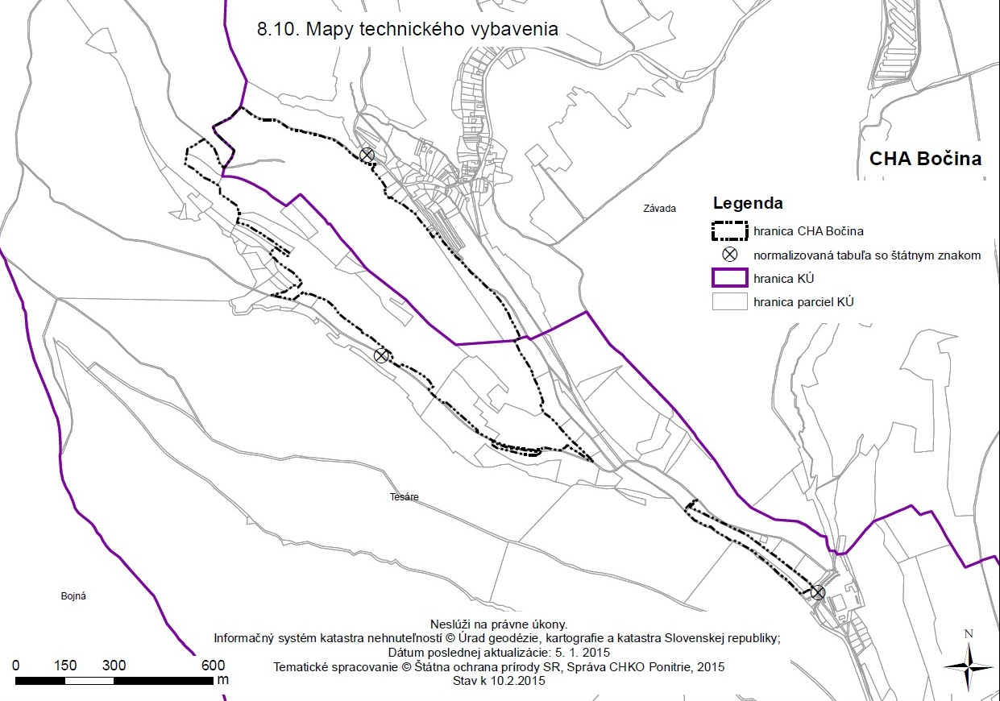 8.10. Mapy technického vybavenia
CHA Bočina
Závada
Legenda
hranica CHA Bočina
normalizovaná tabuľa so štátnym znakom
hranica KÚ
hranica parciel KÚ
Tesáre
Bojná
Neslúži na právne úkony.
Informačný systém katastra nehnuteľností © Úrad geodézie, kartografie a katastra Slovenskej republiky;
Dátum poslednej aktualizácie: 5. 1. 2015
Tematické spracovanie © Štátna ochrana prírody SR, Správa CHKO Ponitrie, 2015
Stav k 10.2.2015
0 150 300 600
m
N